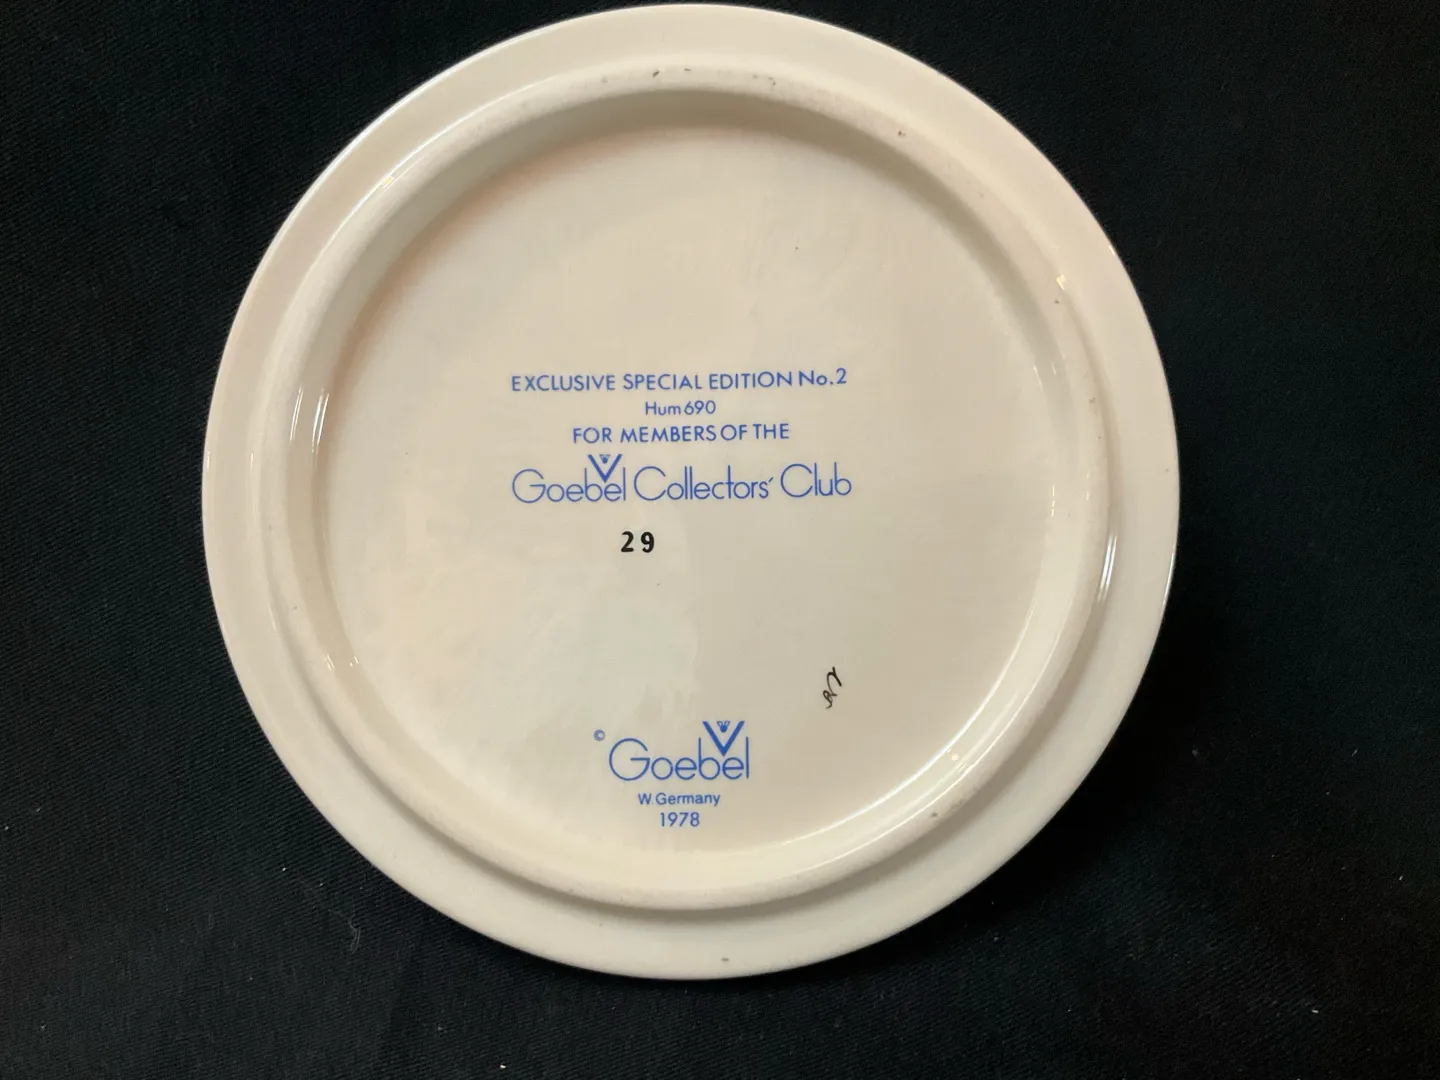 EXCLUSIVE SPECIAL EDITION No.2
Hum 690
FOR MEMBERS OF THE
Goebel Collectors' Club
29
© Goebel
W. Germany
1978